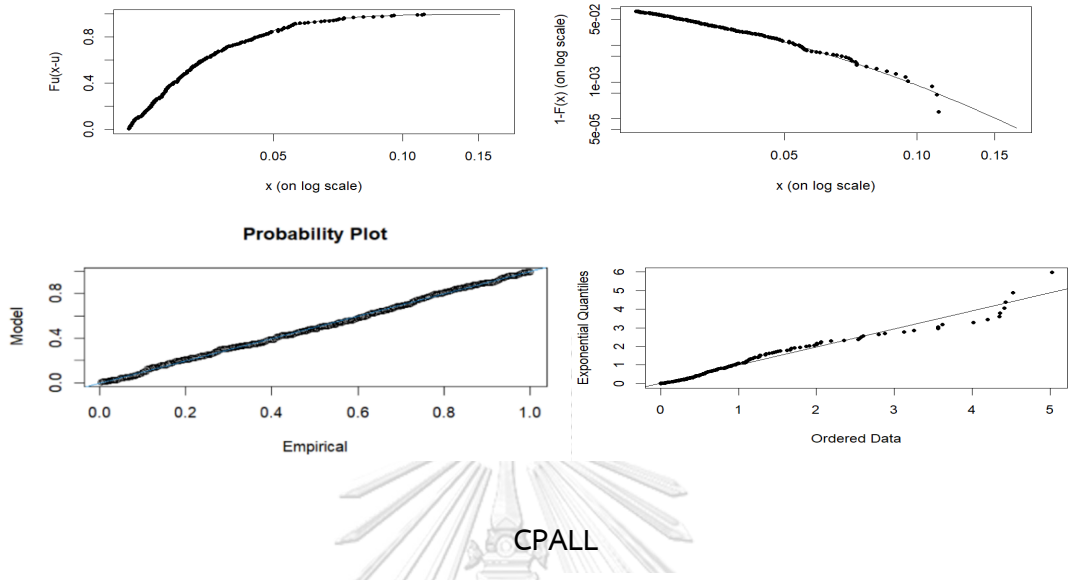 Fu(x-u)
0.0 0.4 0.8
0.05 0.10 0.15
x (on log scale)
1-F(x) (on log scale)
5e-05 1e-03 5e-02
0.05 0.10 0.15
x (on log scale)
Probability Plot
Model
0.0 0.4 0.8
0.0 0.2 0.4 0.6 0.8 1.0
Empirical
Exponential Quantiles
0 1 2 3 4 5 6
0 1 2 3 4 5
Ordered Data
CPALL